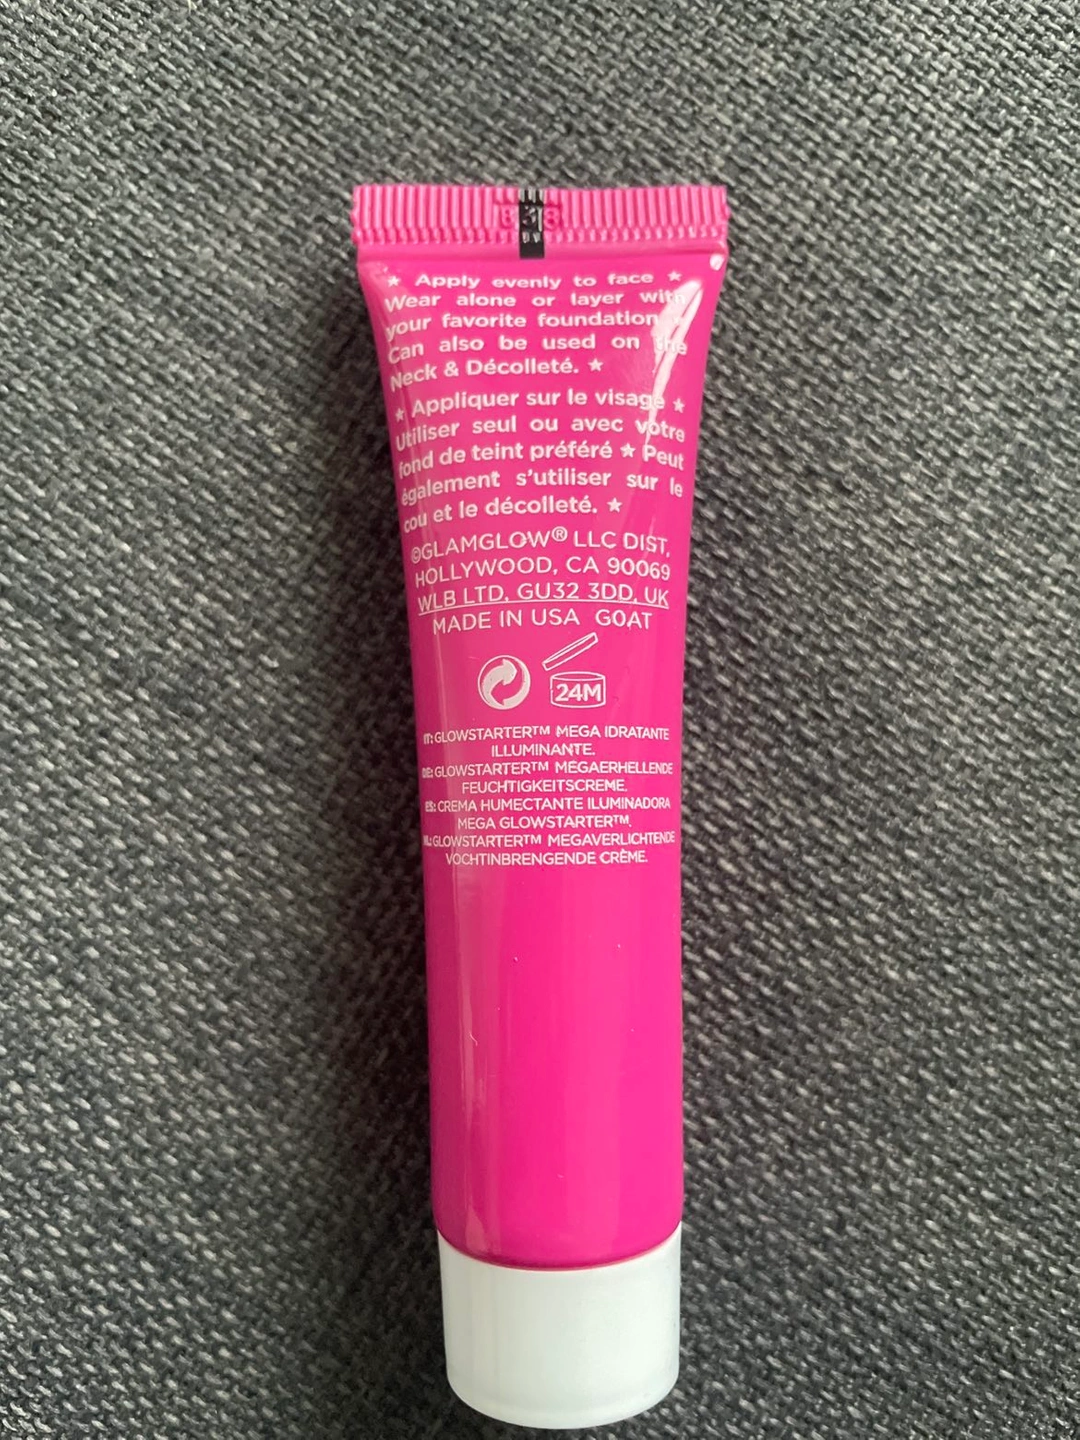 ★ Apply evenly to face ★
Wear alone or layer with
your favorite foundation ★
Can also be used on the
Neck & Décolleté. ★
★ Appliquer sur le visage ★
Utiliser seul ou avec votre
fond de teint préféré ★ Peut
également s'utiliser sur le
cou et le décolleté. ★
©GLAMGLOW® LLC DIST,
HOLLYWOOD, CA 90069
WLB LTD, GU32 3DD, UK
MADE IN USA GOAT
24M
IT: GLOWSTARTER™ MEGA IDRATANTE
ILLUMINANTE.
DE: GLOWSTARTER™ MEGAERHELLENDE
FEUCHTIGKEITSCREME.
ES: CREMA HUMECTANTE ILUMINADORA
MEGA GLOWSTARTER™.
NL: GLOWSTARTER™ MEGAVERLICHTENDE
VOCHTINBRENGENDE CRÈME.